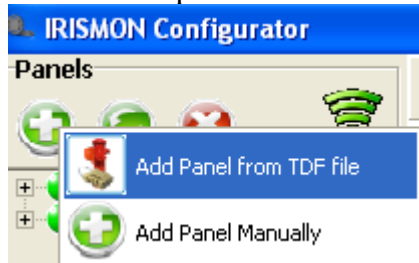 IRISMON Configurator
Panels
Add Panel from TDF file
Add Panel Manually